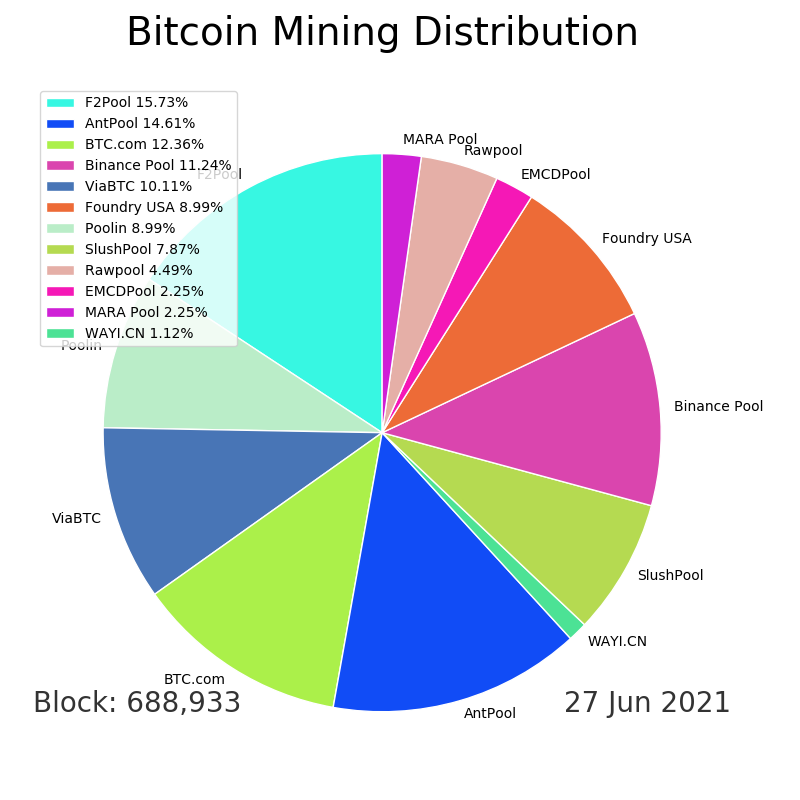 Bitcoin Mining Distribution
F2Pool 15.73%
AntPool 14.61%
BTC.com 12.36%
Binance Pool 11.24%
ViaBTC 10.11%
Foundry USA 8.99%
Poolin 8.99%
SlushPool 7.87%
Rawpool 4.49%
EMCDPool 2.25%
MARA Pool 2.25%
WAYI.CN 1.12%
MARA Pool
Rawpool
EMCDPool
F2Pool
Foundry USA
Poolin
Binance Pool
ViaBTC
SlushPool
WAYI.CN
BTC.com
AntPool
Block: 688,933
27 Jun 2021